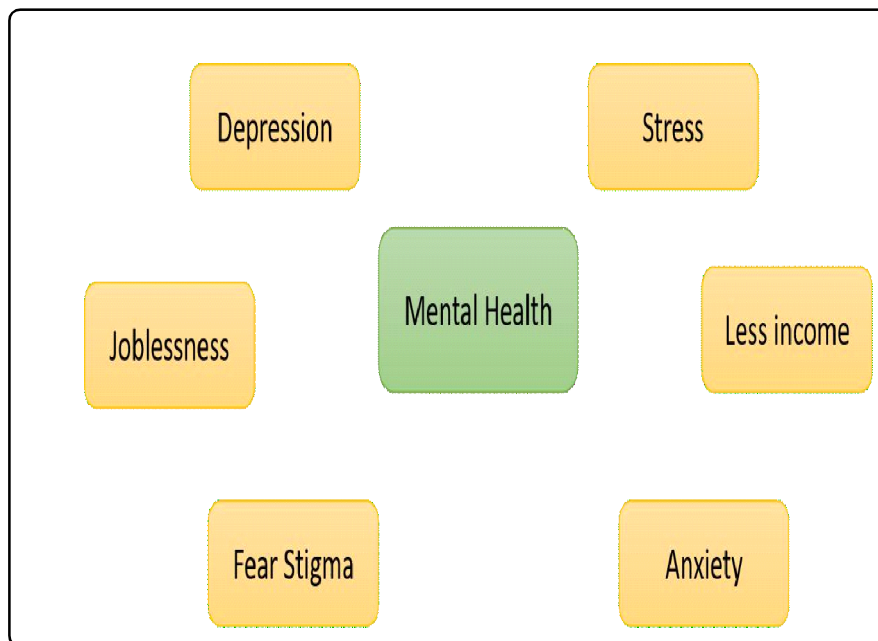 Depression
Stress
Mental Health
Joblessness
Less income
Fear Stigma
Anxiety